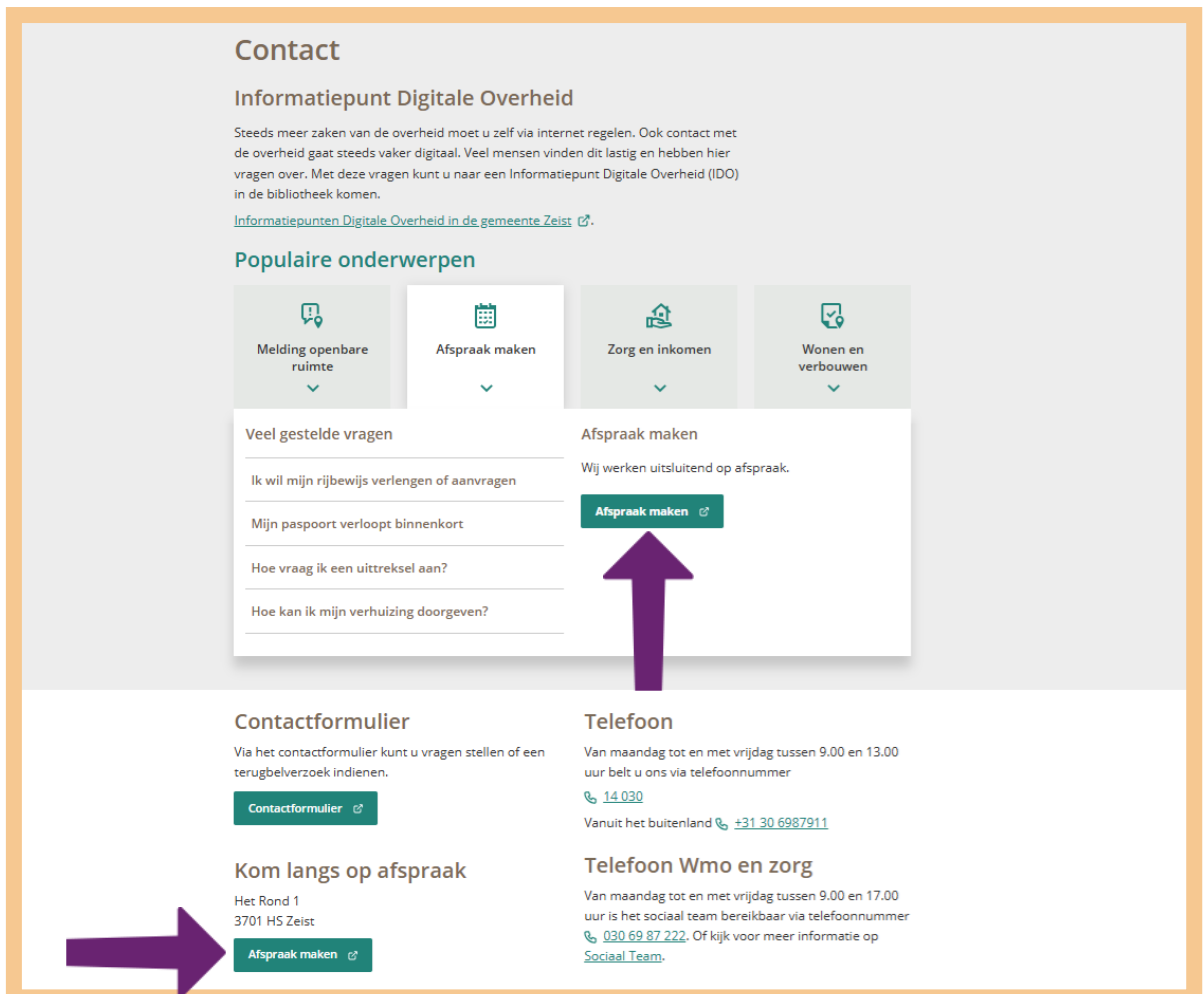 Contact
Informatiepunt Digitale Overheid
Steeds meer zaken van de overheid moet u zelf via internet regelen. Ook contact met
de overheid gaat steeds vaker digitaal. Veel mensen vinden dit lastig en hebben hier
vragen over. Met deze vragen kunt u naar een Informatiepunt Digitale Overheid (IDO)
in de bibliotheek komen.
Informatiepunten Digitale Overheid in de gemeente Zeist.
Populaire onderwerpen
Melding openbare
ruimte
Afspraak maken
Zorg en inkomen
Wonen en
verbouwen
Veel gestelde vragen
Ik wil mijn rijbewijs verlengen of aanvragen
Mijn paspoort verloopt binnenkort
Hoe vraag ik een uittreksel aan?
Hoe kan ik mijn verhuizing doorgeven?
Afspraak maken
Wij werken uitsluitend op afspraak.
Afspraak maken
Contactformulier
Via het contactformulier kunt u vragen stellen of een
terugbelverzoek indienen.
Contactformulier
Telefoon
Van maandag tot en met vrijdag tussen 9.00 en 13.00
uur belt u ons via telefoonnummer
14 030
Vanuit het buitenland +31 30 6987911
Kom langs op afspraak
Het Rond 1
3701 HS Zeist
Afspraak maken
Telefoon Wmo en zorg
Van maandag tot en met vrijdag tussen 9.00 en 17.00
uur is het sociaal team bereikbaar via telefoonnummer
030 69 87 222. Of kijk voor meer informatie op
Sociaal Team.